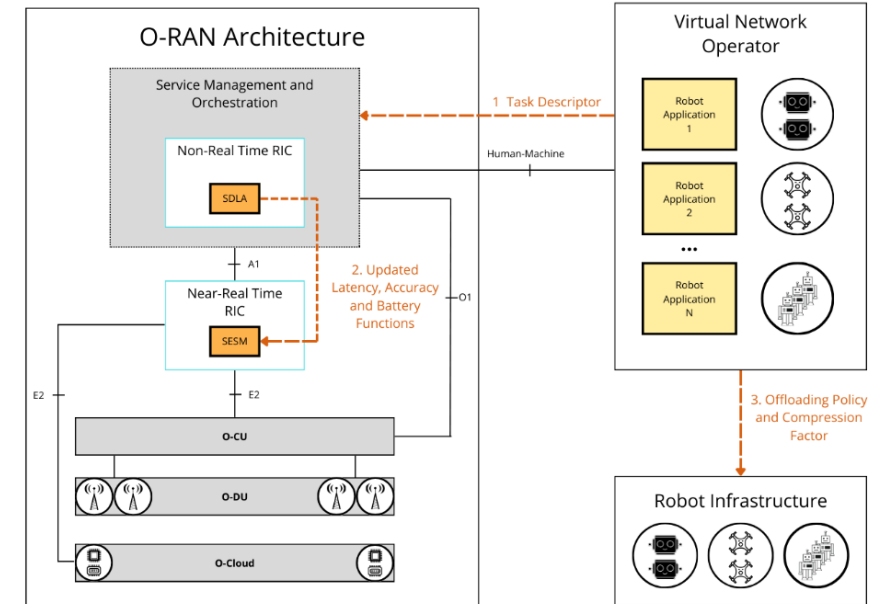 O-RAN Architecture
Service Management and
Orchestration
Non-Real Time RIC
SDLA
A1
2. Updated
Latency, Accuracy
and Battery
Functions
O1
Near-Real Time
RIC
SESM
E2
E2
O-CU
O-DU
O-Cloud
1 Task Descriptor
Human-Machine
Virtual Network
Operator
Robot
Application
1
Robot
Application
2
...
Robot
Application
N
3. Offloading Policy
and Compression
Factor
Robot Infrastructure